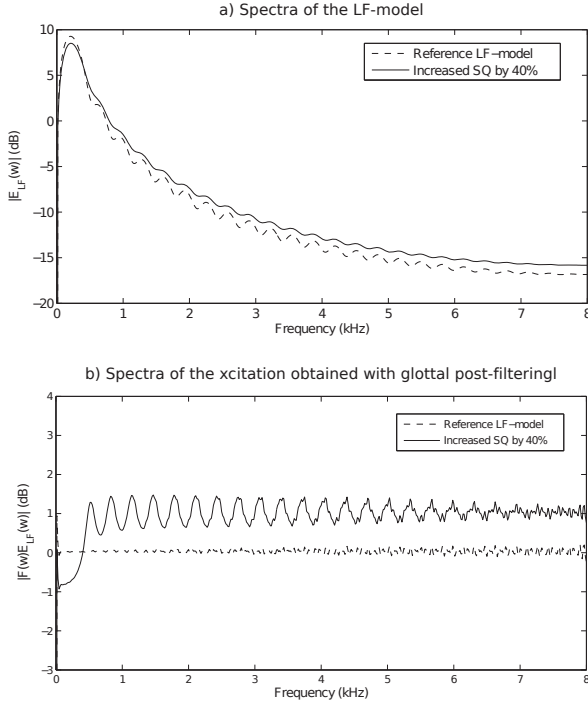 a) Spectra of the LF-model
15
10
5
0
−5
−10
−15
−20
|E_LF(w)| (dB)
Reference LF−model
Increased SQ by 40%
0 1 2 3 4 5 6 7 8
Frequency (kHz)
b) Spectra of the xcitation obtained with glottal post-filteringl
4
3
2
1
0
−1
−2
−3
|F(w)E_LF(w)| (dB)
Reference LF−model
Increased SQ by 40%
0 1 2 3 4 5 6 7 8
Frequency (kHz)